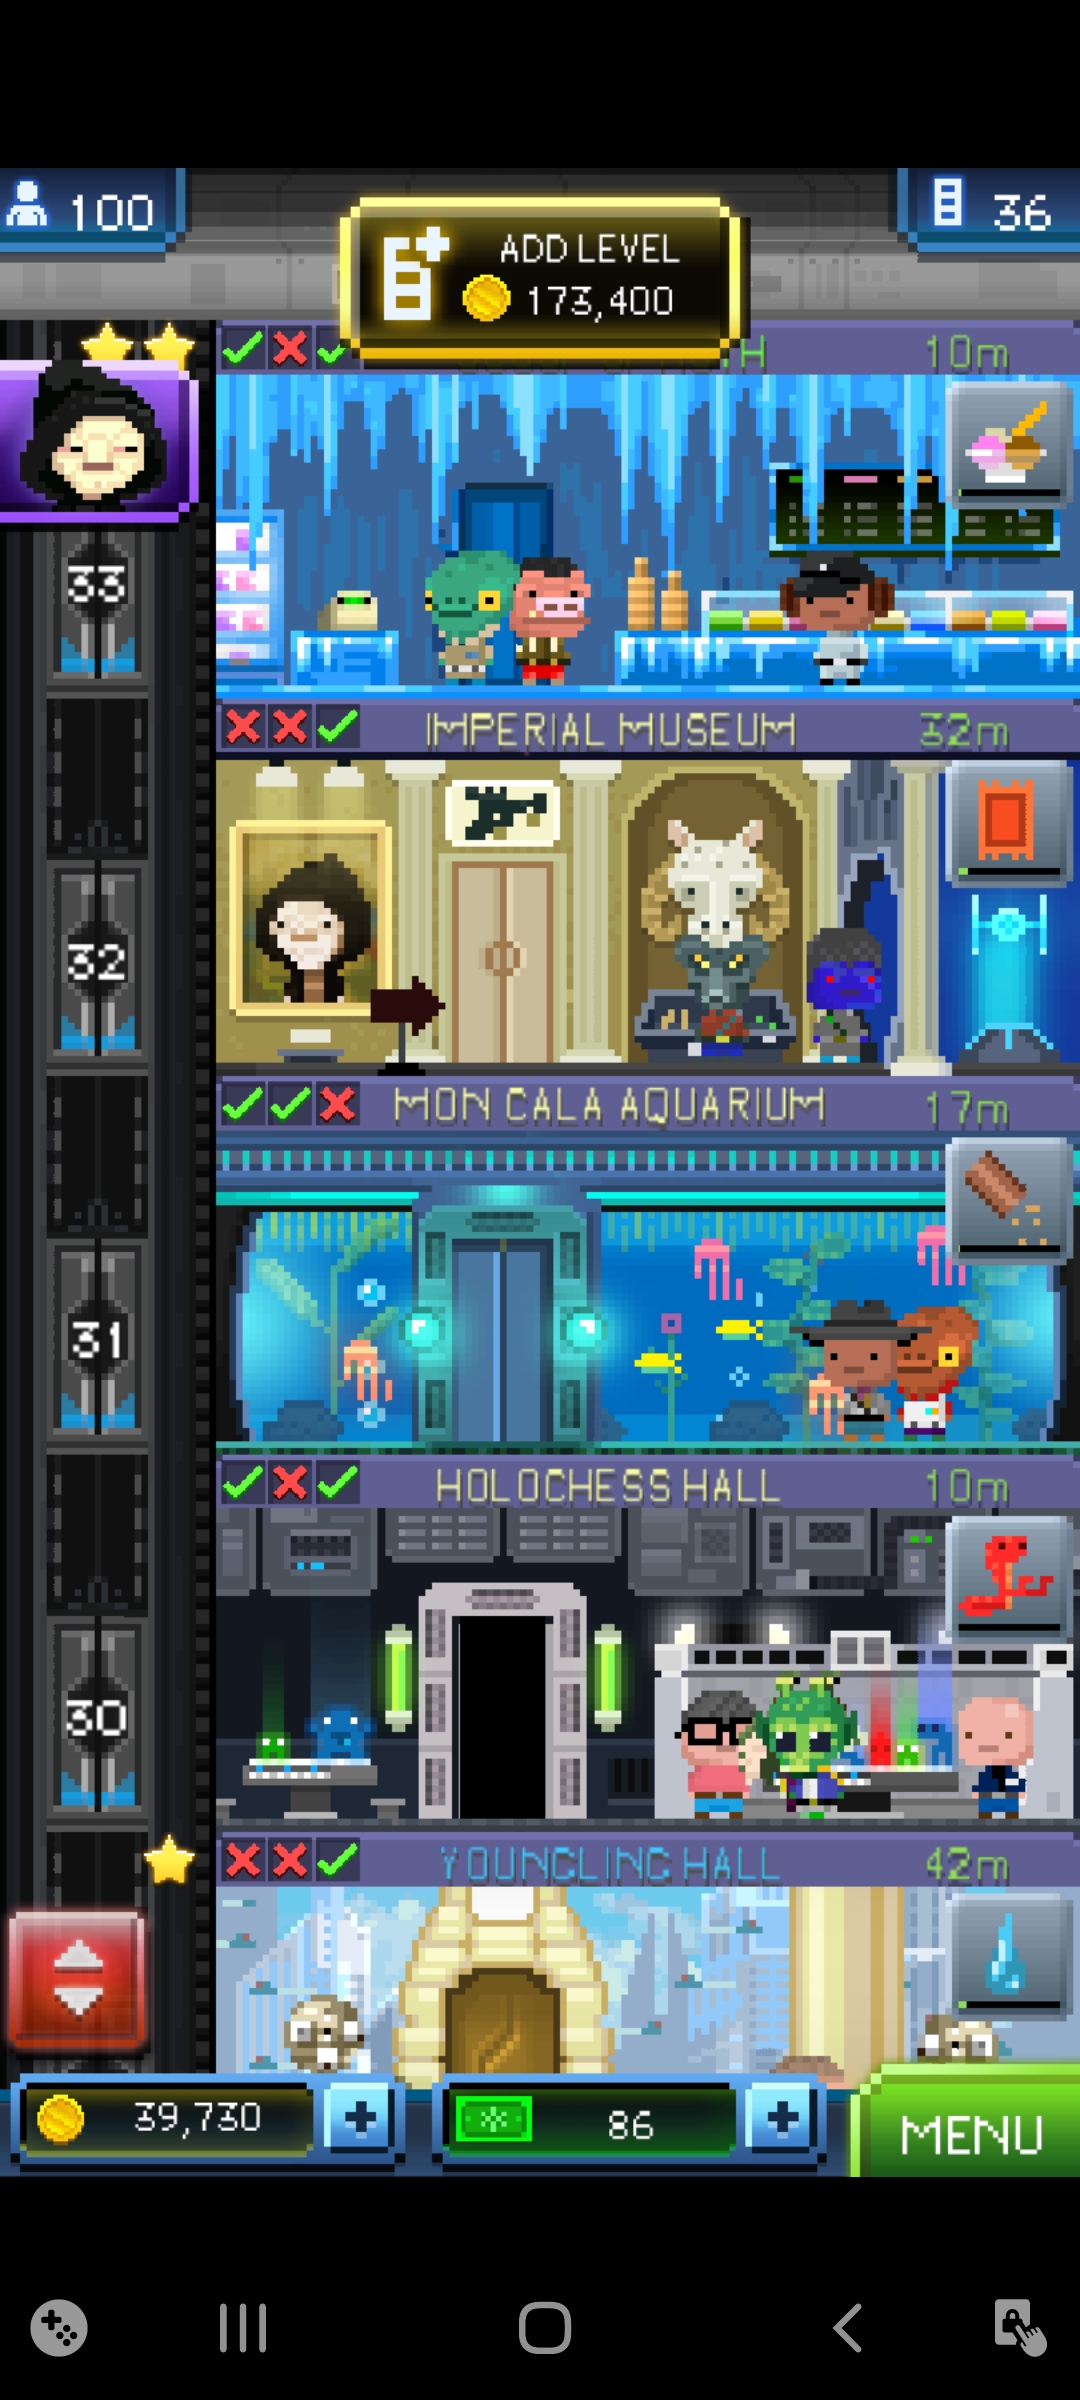 100
36
ADD LEVEL
173,400
H
10m
33
IMPERIAL MUSEUM
32m
32
MON CALA AQUARIUM
17m
31
HOLOCHESS HALL
10m
30
YOUNGLING HALL
42m
39,730
86
MENU